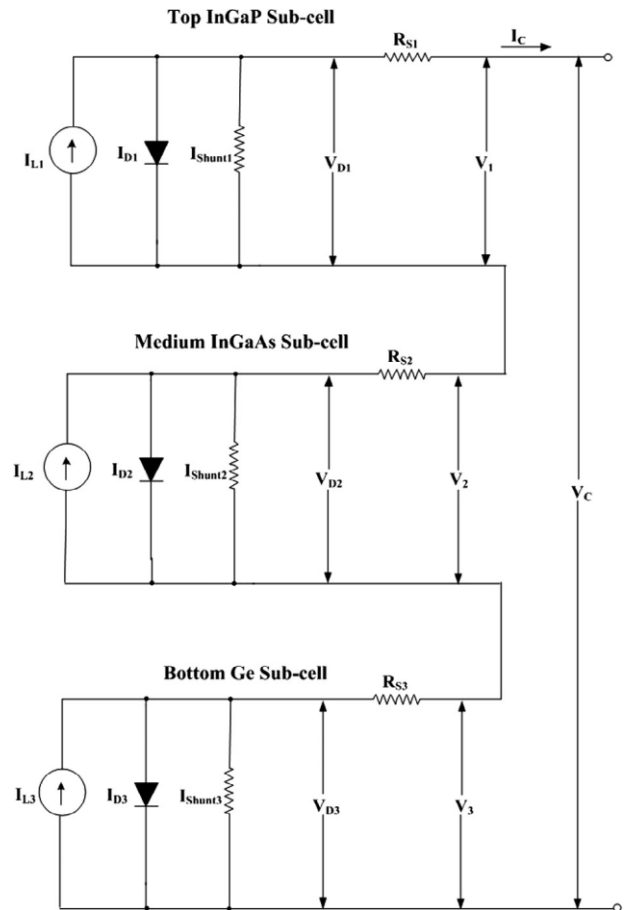 Top InGaP Sub-cell
R_S1
I_C
I_L1
I_D1
I_Shunt1
V_D1
V_1
Medium InGaAs Sub-cell
R_S2
I_L2
I_D2
I_Shunt2
V_D2
V_2
V_C
Bottom Ge Sub-cell
R_S3
I_L3
I_D3
I_Shunt3
V_D3
V_3